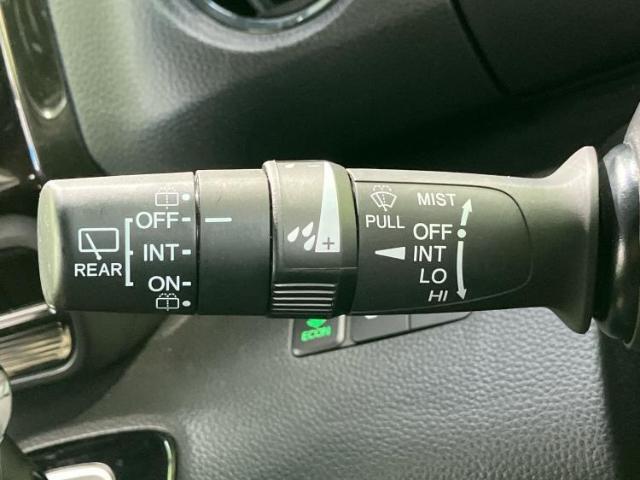 OFF
INT
ON
REAR
MIST
PULL
OFF
INT
LO
HI
ECON